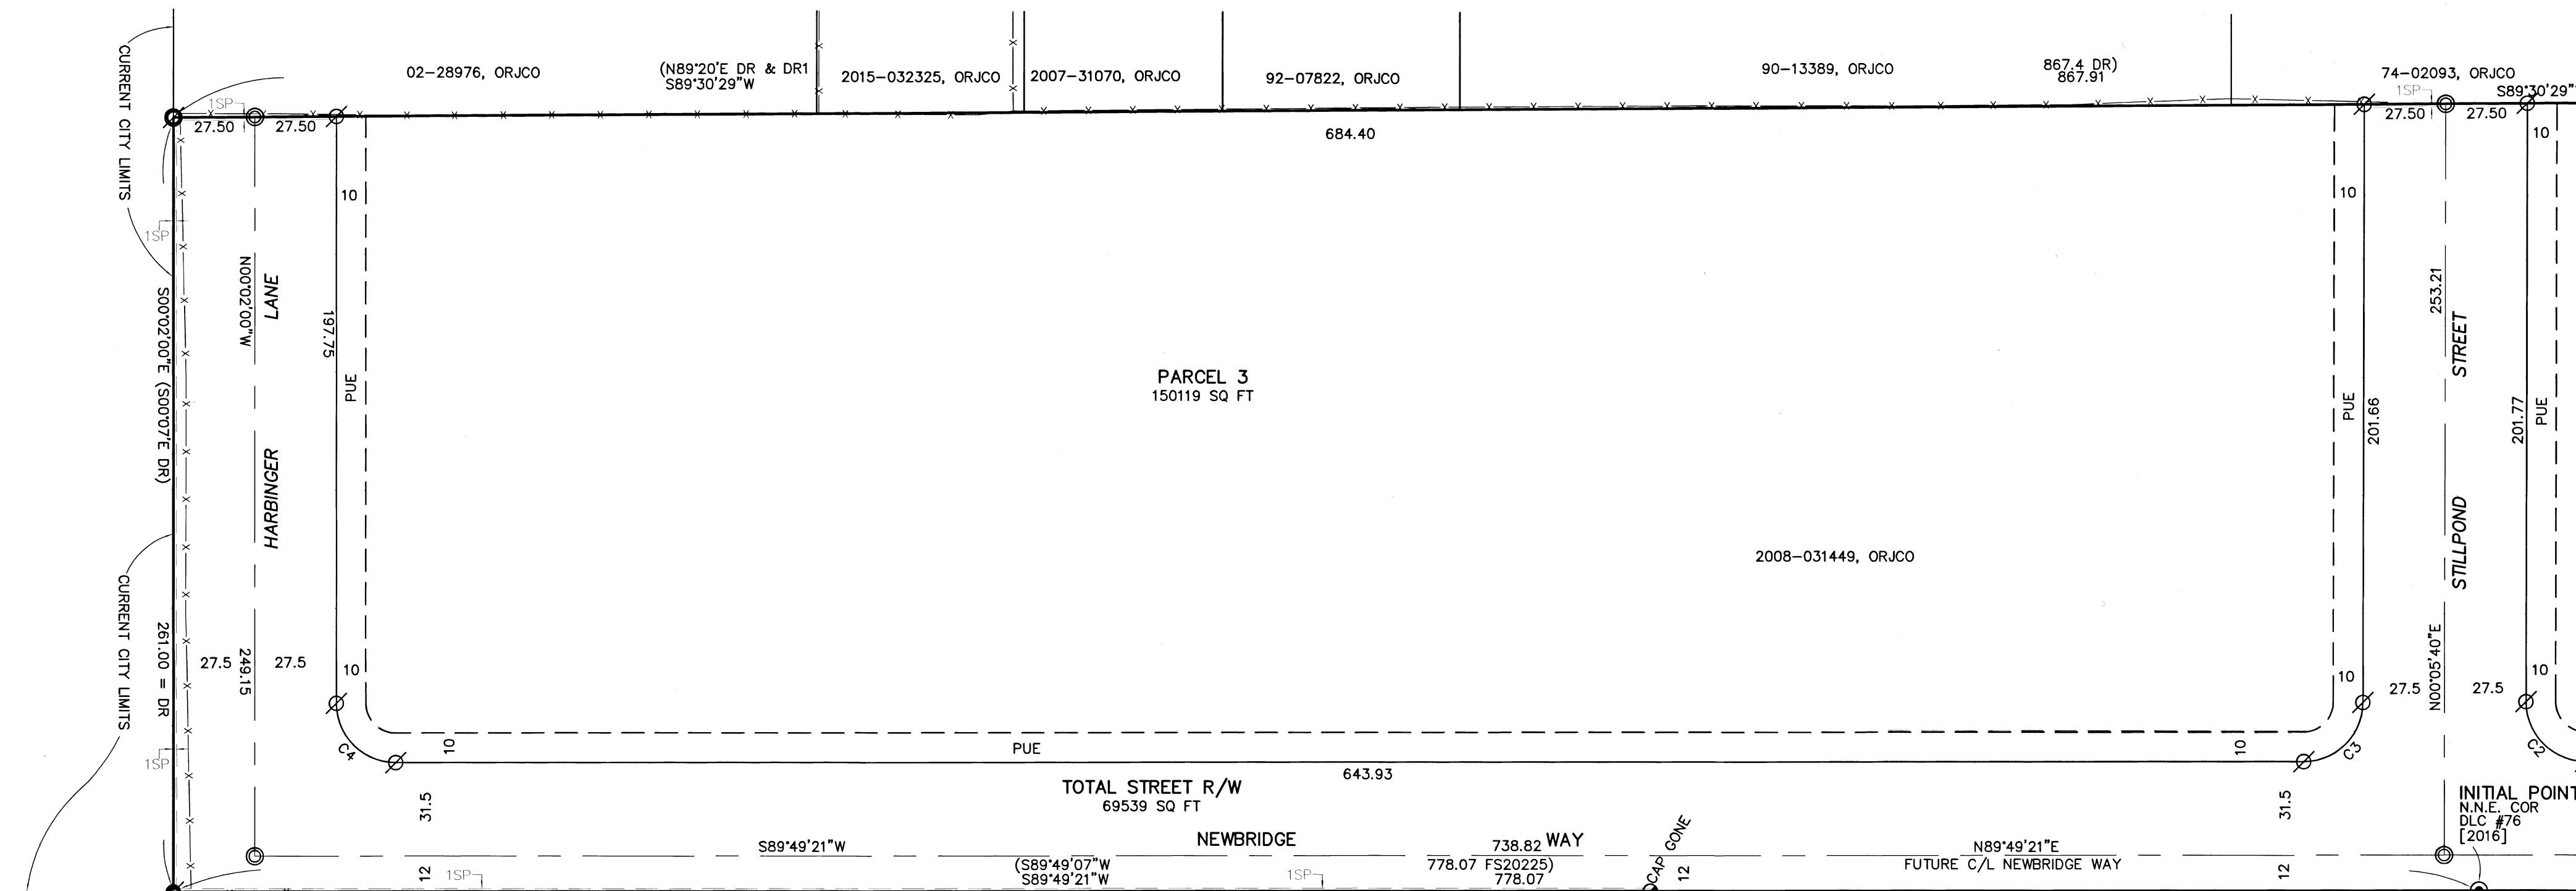 CURRENT CITY LIMITS
02-28976, ORJCO
(N89°20'E DR & DR1
S89°30'29"W
2015-032325, ORJCO
2007-31070, ORJCO
92-07822, ORJCO
90-13389, ORJCO
867.4 DR)
867.91
74-02093, ORJCO
S89°30'29"
1SP
27.50
27.50
684.40
1SP
27.50
27.50
10
10
10
1SP
S00°02'00"E (S00°07'E DR)
N00°02'00"W
HARBINGER LANE
197.75
PUE
PARCEL 3
150119 SQ FT
2008-031449, ORJCO
PUE
201.66
253.21
STILLPOND STREET
201.77
PUE
CURRENT CITY LIMITS
261.00 = DR
27.5
249.15
27.5
10
10
27.5
N00°05'40"E
27.5
10
1SP
C4
10
PUE
10
C3
C2
643.93
TOTAL STREET R/W
69539 SQ FT
31.5
31.5
INITIAL POINT
N.N.E. COR
DLC #76
[2016]
S89°49'21"W
NEWBRIDGE WAY
738.82
CAP GONE
N89°49'21"E
FUTURE C/L NEWBRIDGE WAY
12
1SP
(S89°49'07"W
S89°49'21"W
1SP
778.07 FS20225)
778.07
12
12